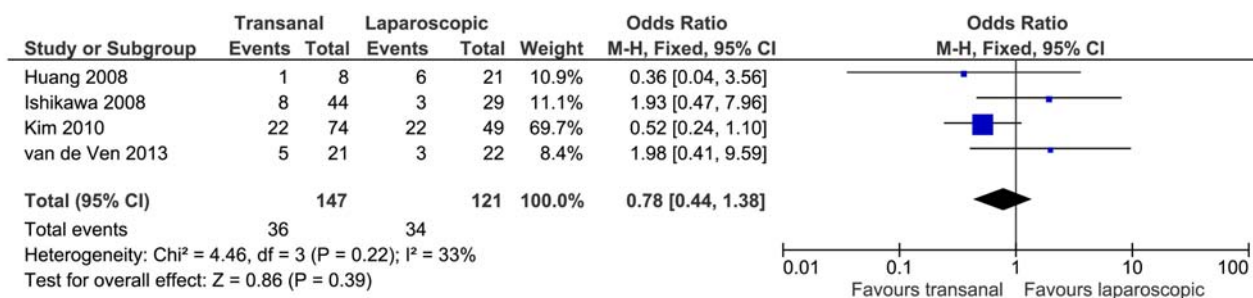 Transanal Laparoscopic Odds Ratio Odds Ratio
Study or Subgroup Events Total Events Total Weight M-H, Fixed, 95% CI M-H, Fixed, 95% CI
Huang 2008 1 8 6 21 10.9% 0.36 [0.04, 3.56]
Ishikawa 2008 8 44 3 29 11.1% 1.93 [0.47, 7.96]
Kim 2010 22 74 22 49 69.7% 0.52 [0.24, 1.10]
van de Ven 2013 5 21 3 22 8.4% 1.98 [0.41, 9.59]
Total (95% CI) 147 121 100.0% 0.78 [0.44, 1.38]
Total events 36 34
Heterogeneity: Chi² = 4.46, df = 3 (P = 0.22); I² = 33%
Test for overall effect: Z = 0.86 (P = 0.39)
0.01 0.1 1 10 100
Favours transanal Favours laparoscopic